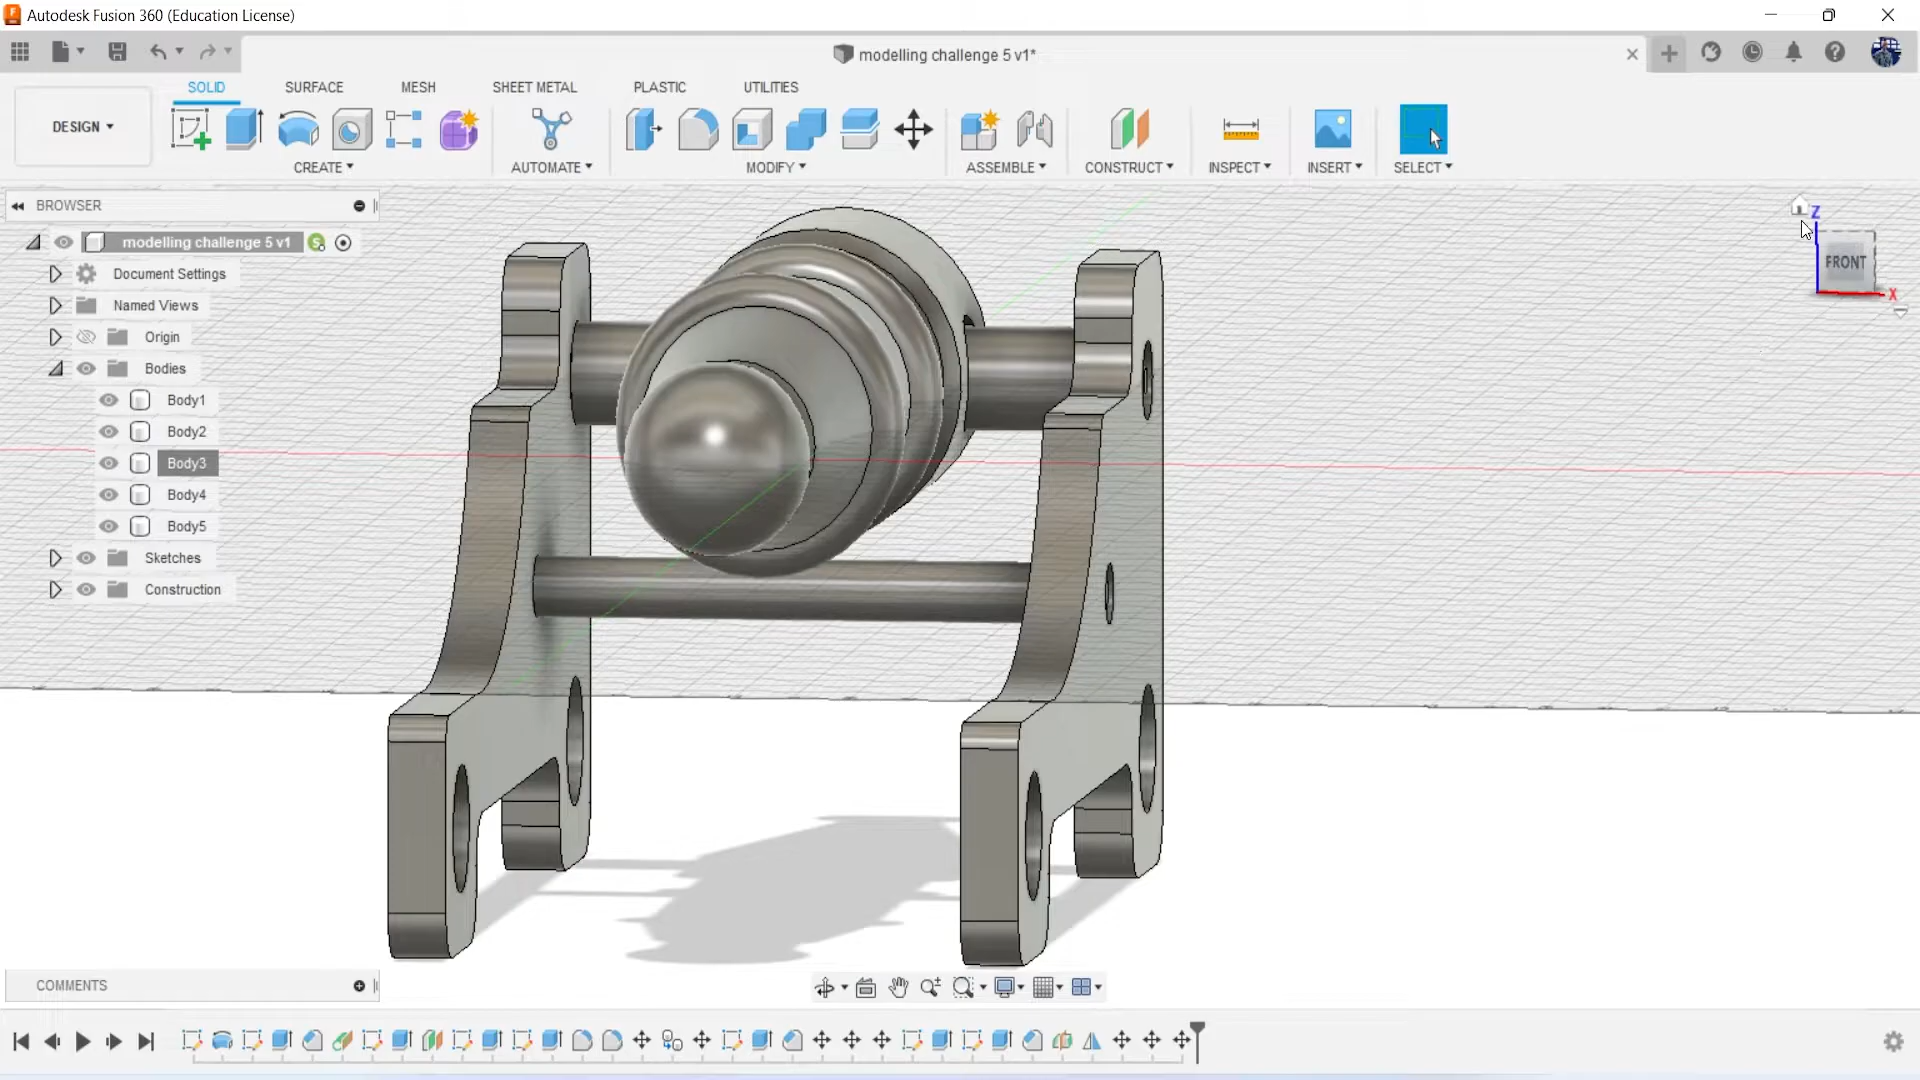 Autodesk Fusion 360 (Education License)
modelling challenge 5 v1*
SOLID SURFACE MESH SHEET METAL PLASTIC UTILITIES
DESIGN
CREATE AUTOMATE MODIFY ASSEMBLE CONSTRUCT INSPECT INSERT SELECT
BROWSER
modelling challenge 5 v1
Document Settings
Named Views
Origin
Bodies
Body1
Body2
Body3
Body4
Body5
Sketches
Construction
Z
FRONT
X
COMMENTS